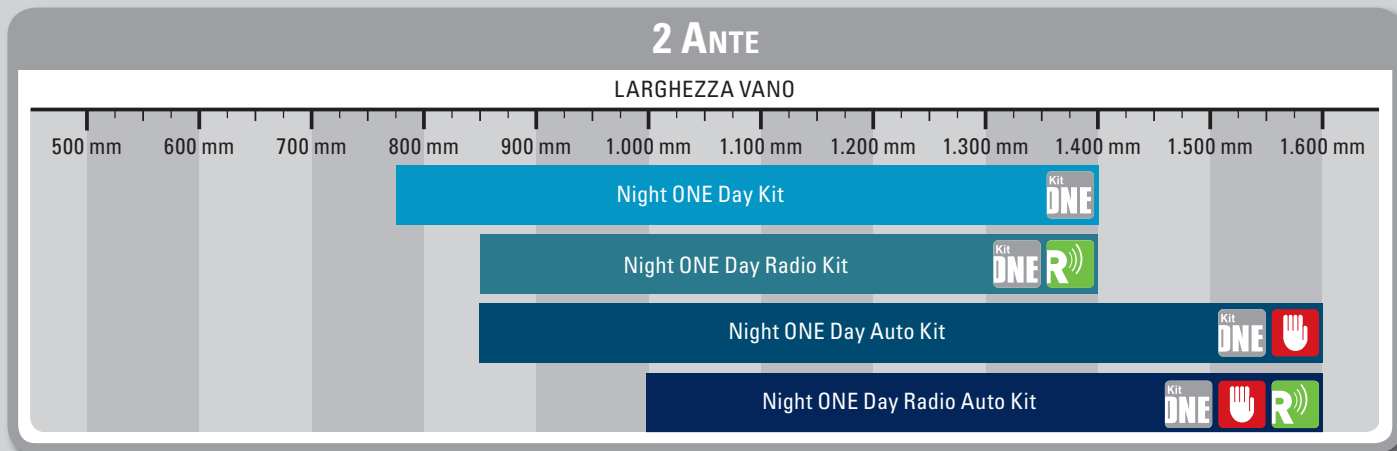 2 ANTE
LARGHEZZA VANO
500 mm 600 mm 700 mm 800 mm 900 mm 1.000 mm 1.100 mm 1.200 mm 1.300 mm 1.400 mm 1.500 mm 1.600 mm
Night ONE Day Kit Kit ONE
Night ONE Day Radio Kit Kit ONE R
Night ONE Day Auto Kit Kit ONE
Night ONE Day Radio Auto Kit Kit ONE R